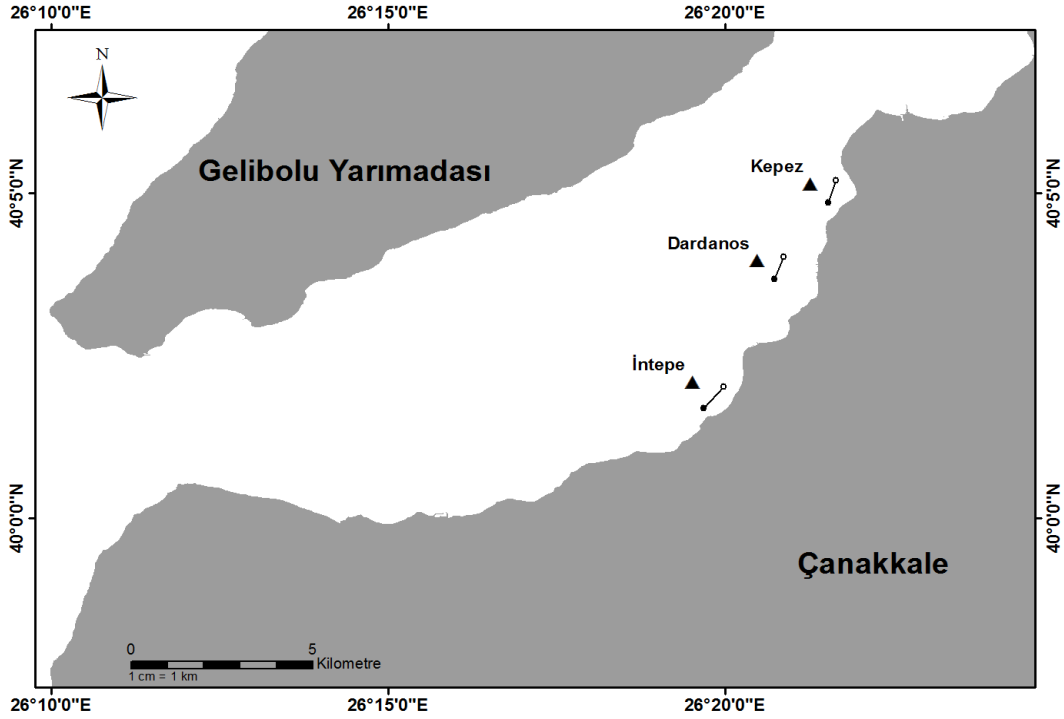 26°10'0"E 26°15'0"E 26°20'0"E
N
Gelibolu Yarımadası
Kepez
40°5'0"N 40°5'0"N
Dardanos
İntepe
40°0'0"N 40°0'0"N
Çanakkale
0 5
Kilometre
1 cm = 1 km
26°10'0"E 26°15'0"E 26°20'0"E